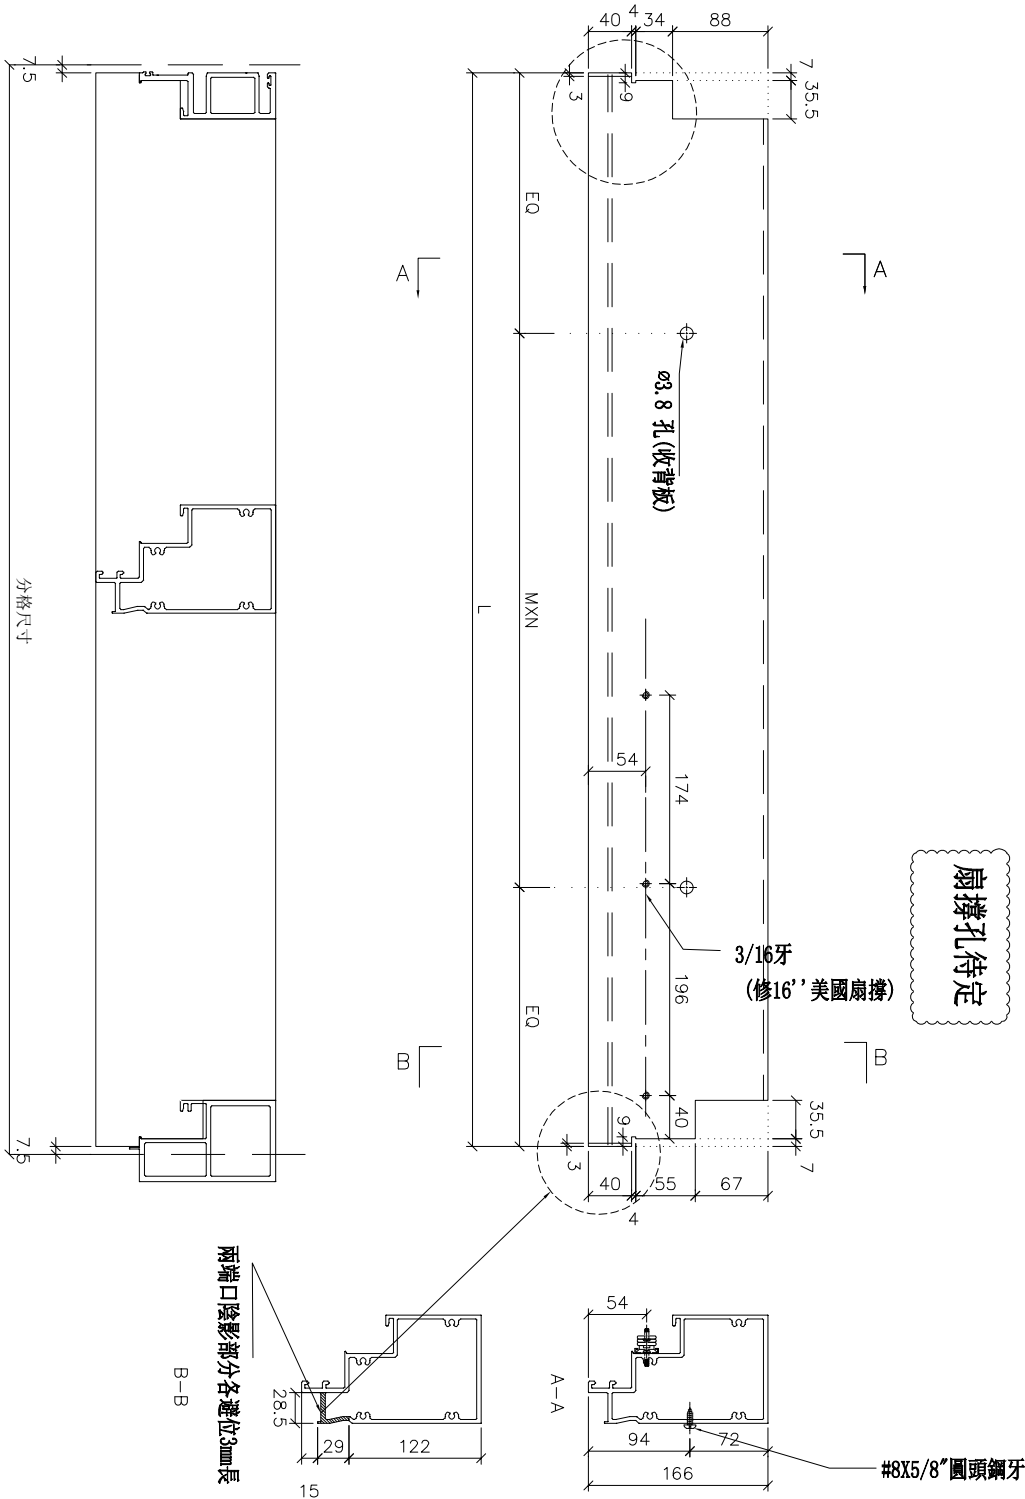 40
4
34
88
7
35.5
3
9
7.5
EQ
A
A
ø3.8 孔(收背板)
MXN
L
分格尺寸
54
174
扇撐孔待定
3/16牙
(修16''美國扇撐)
196
EQ
B
B
40
35.5
7
9
3
7.5
40
55
67
4
兩端口陰影部分各避位3mm長
B-B
28.5
29
122
15
54
A-A
94
72
166
#8X5/8"圓頭鋼牙